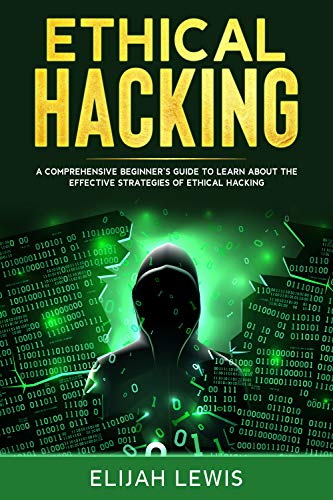 ETHICAL
HACKING
A COMPREHENSIVE BEGINNER'S GUIDE TO LEARN ABOUT THE
EFFECTIVE STRATEGIES OF ETHICAL HACKING
ELIJAH LEWIS